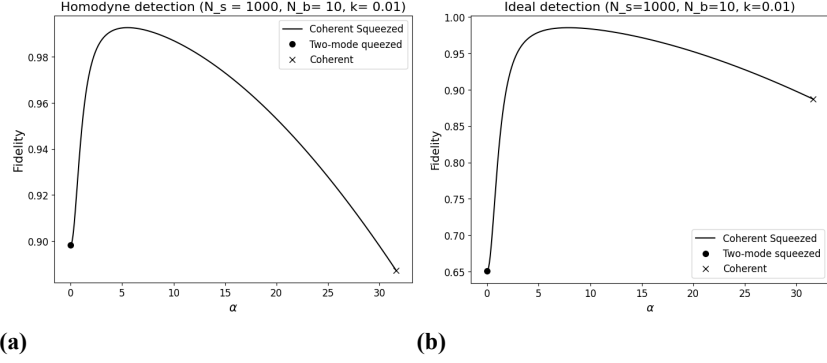 Homodyne detection (N_s = 1000, N_b= 10, k= 0.01)
Fidelity
0.98
0.96
0.94
0.92
0.90
Coherent Squeezed
Two-mode queezed
Coherent
0 5 10 15 20 25 30
α
(a)
Ideal detection (N_s=1000, N_b=10, k=0.01)
Fidelity
1.00
0.95
0.90
0.85
0.80
0.75
0.70
0.65
Coherent Squeezed
Two-mode squeezed
Coherent
0 5 10 15 20 25 30
α
(b)